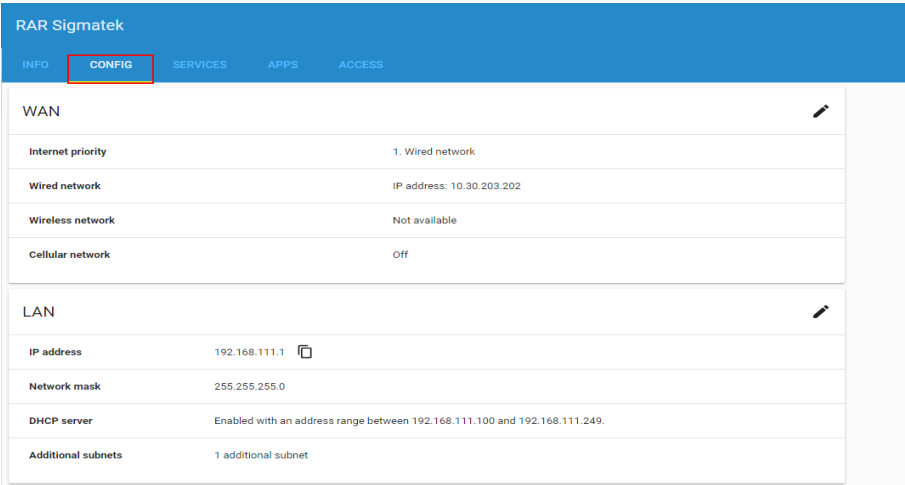 RAR Sigmatek
INFO CONFIG SERVICES APPS ACCESS
WAN
Internet priority 1. Wired network
Wired network IP address: 10.30.203.202
Wireless network Not available
Cellular network Off
LAN
IP address 192.168.111.1
Network mask 255.255.255.0
DHCP server Enabled with an address range between 192.168.111.100 and 192.168.111.249.
Additional subnets 1 additional subnet